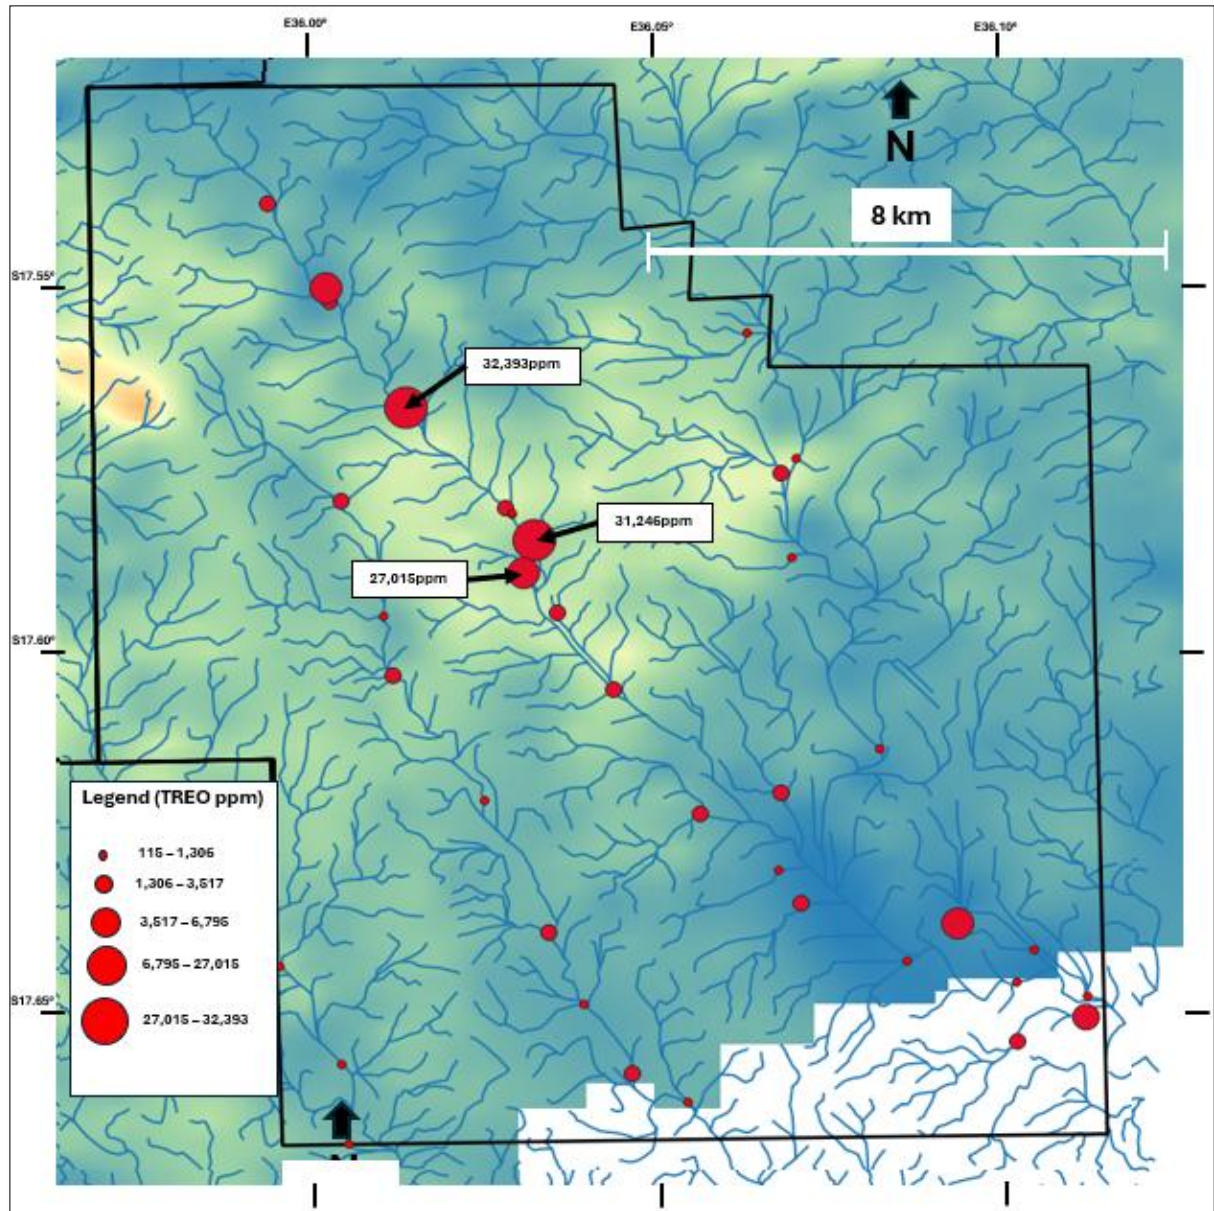 E36.00°
E36.05°
E36.10°
N
8 km
S17.55°
32,393ppm
31,246ppm
27,015ppm
S17.60°
Legend (TREO ppm)
115 – 1,306
1,306 – 3,517
3,517 – 6,795
6,795 – 27,015
27,015 – 32,393
S17.65°